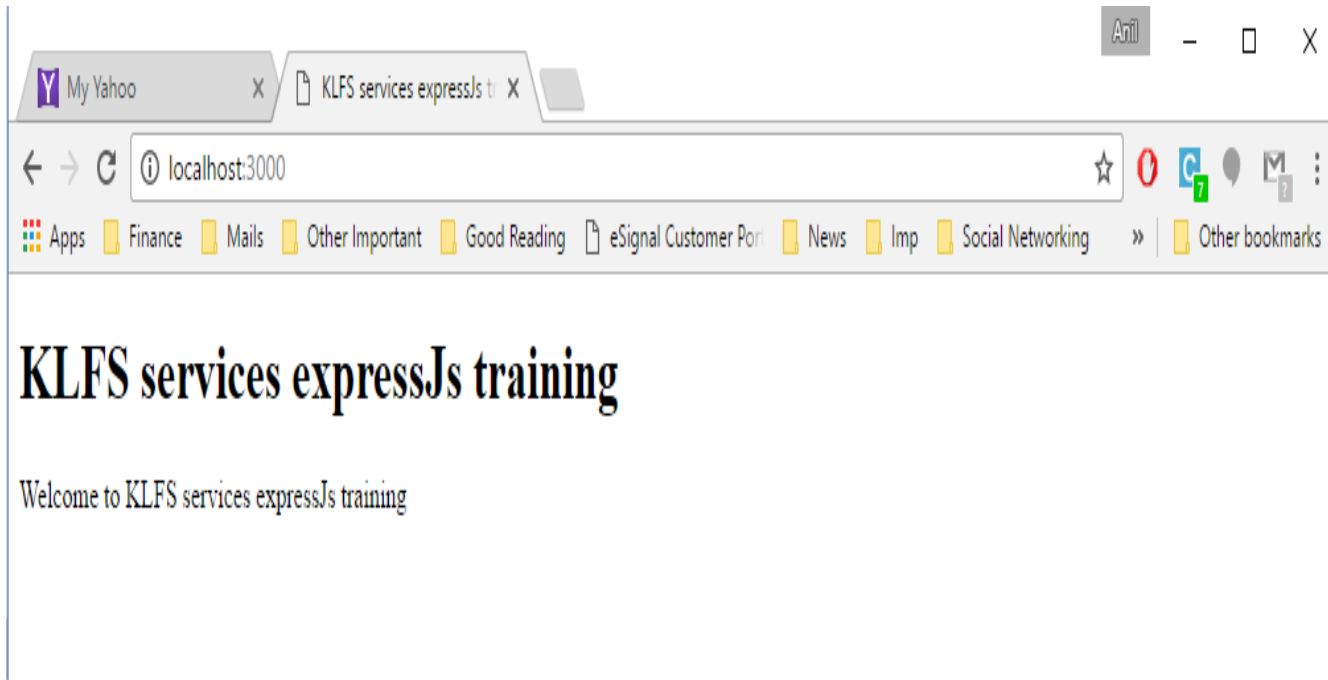 Anil
My Yahoo
KLFS services expressJs tr
localhost:3000
Apps Finance Mails Other Important Good Reading eSignal Customer Port News Imp Social Networking » Other bookmarks
KLFS services expressJs training
Welcome to KLFS services expressJs training